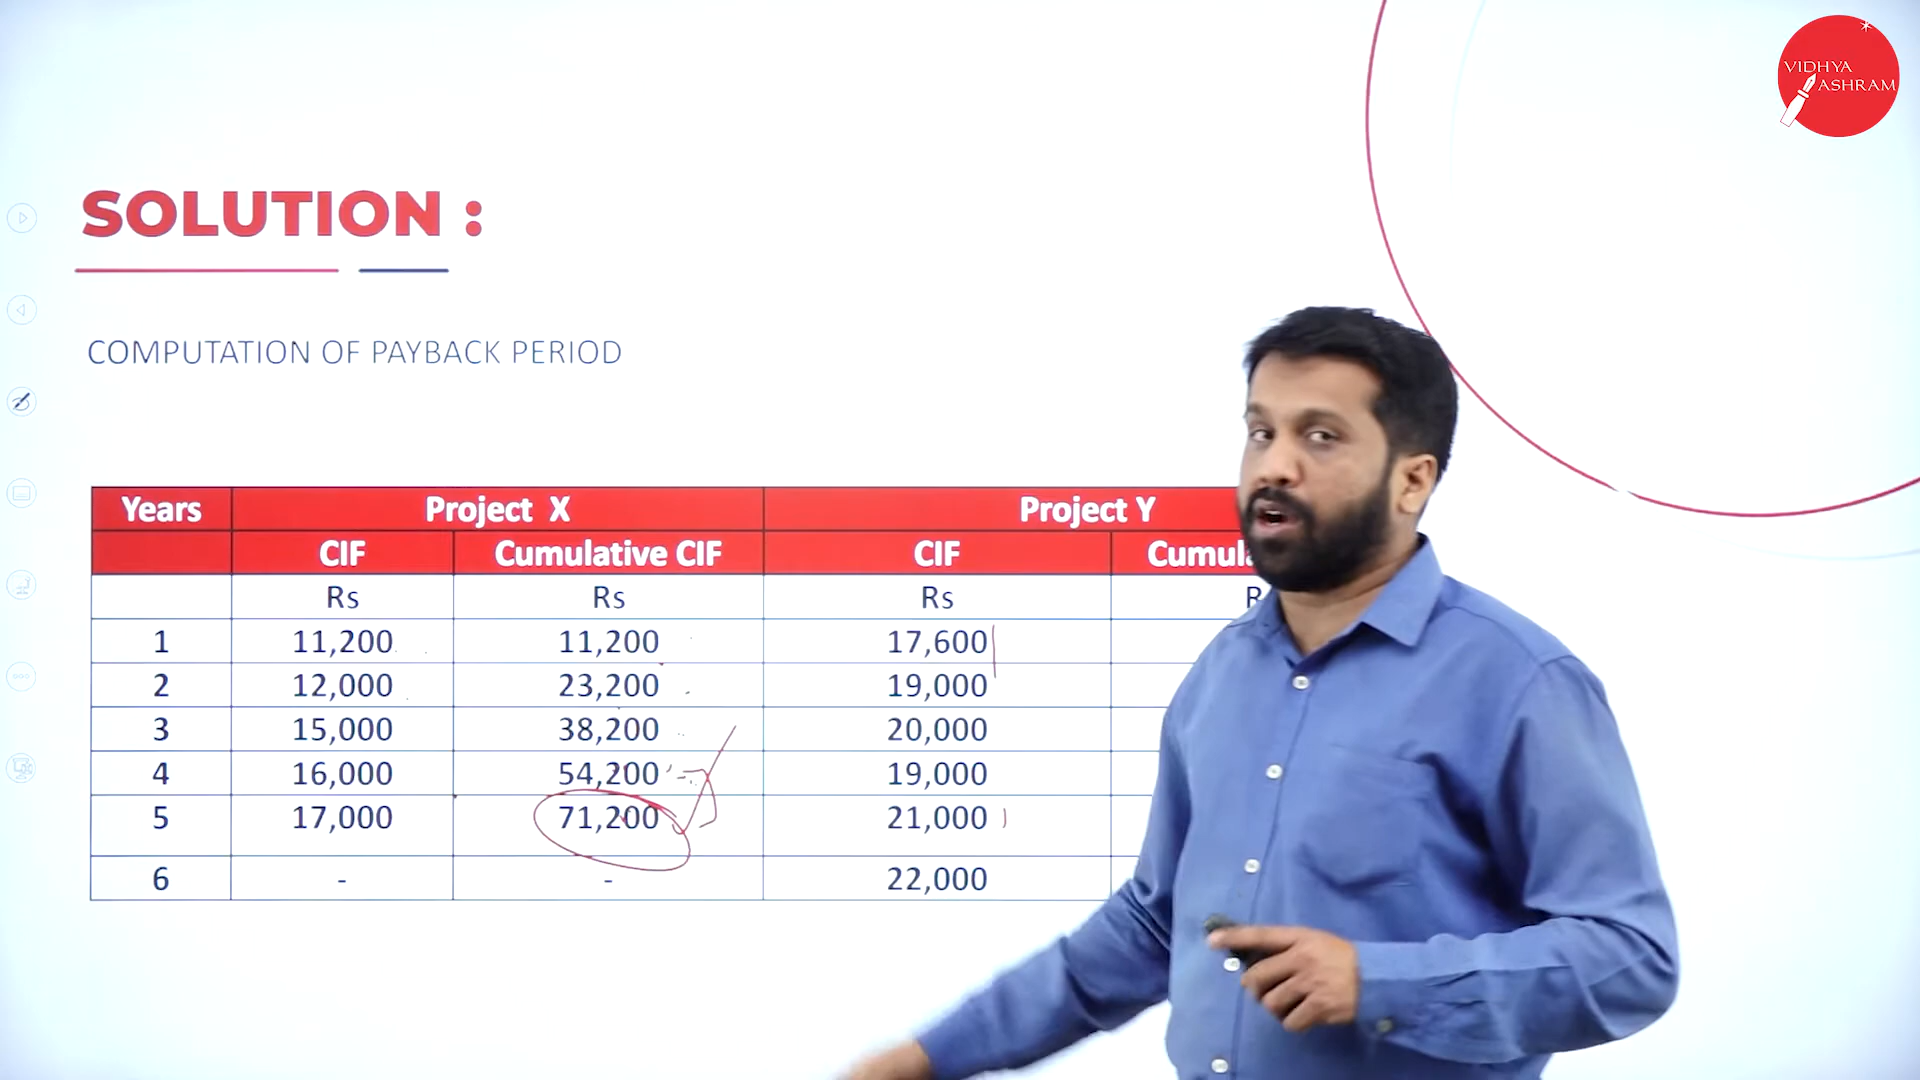 VIDHYA
ASHRAM
SOLUTION :
COMPUTATION OF PAYBACK PERIOD
Years Project X Project Y
CIF Cumulative CIF CIF
Rs Rs Rs
1 11,200 11,200 17,600
2 12,000 23,200 19,000
3 15,000 38,200 20,000
4 16,000 54,200 19,000
5 17,000 71,200 21,000
6 - - 22,000